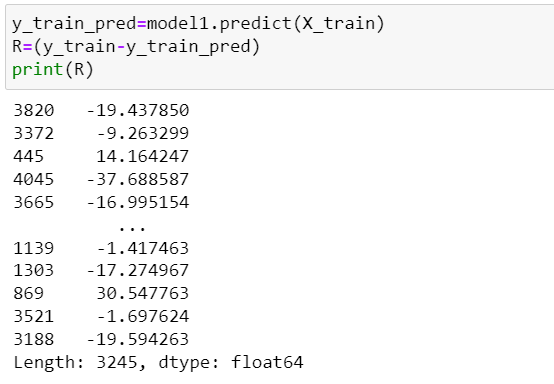 y_train_pred=model1.predict(X_train)
R=(y_train-y_train_pred)
print(R)
3820 -19.437850
3372 -9.263299
445 14.164247
4045 -37.688587
3665 -16.995154
...
1139 -1.417463
1303 -17.274967
869 30.547763
3521 -1.697624
3188 -19.594263
Length: 3245, dtype: float64